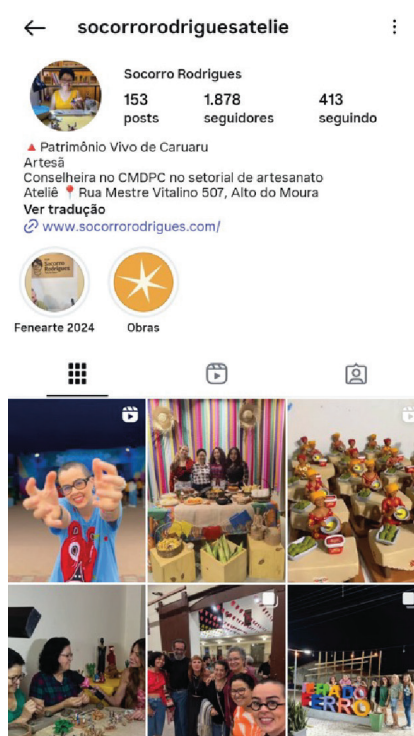 socorrorodriguesatelie
Socorro Rodrigues
153 1.878 413
posts seguidores seguindo
Patrimônio Vivo de Caruaru
Artesã
Conselheira no CMDPC no setorial de artesanato
Ateliê 📍 Rua Mestre Vitalino 507, Alto do Moura
Ver tradução
www.socorrorodrigues.com/
Socorro
Rodrigues
Fenearte 2024 Obras